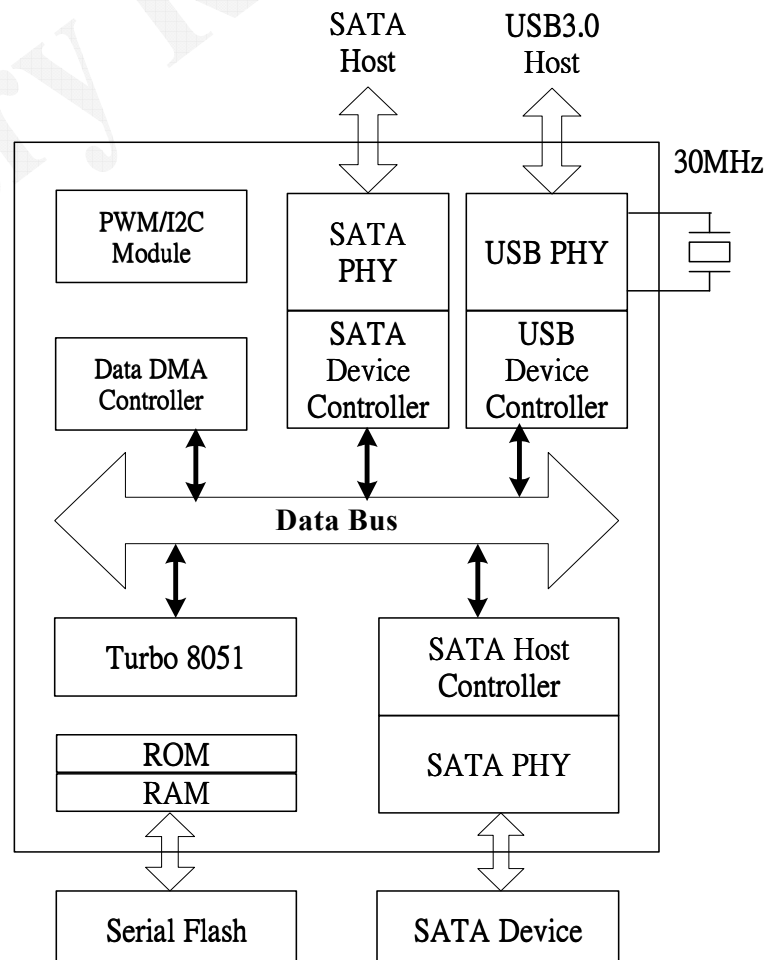 SATA
Host
USB3.0
Host
30MHz
PWM/I2C
Module
SATA
PHY
USB PHY
Data DMA
Controller
SATA
Device
Controller
USB
Device
Controller
Data Bus
Turbo 8051
SATA Host
Controller
ROM
RAM
SATA PHY
Serial Flash
SATA Device